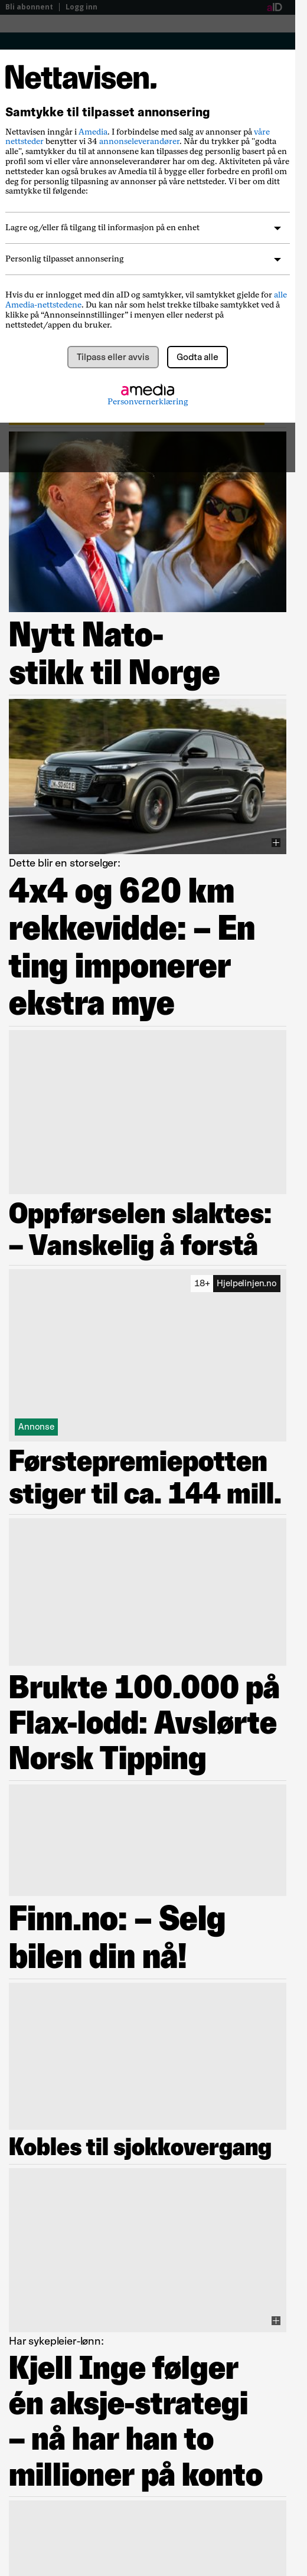 Bli abonnent | Logg inn
aID
Nettavisen.
Samtykke til tilpasset annonsering
Nettavisen inngår i Amedia. I forbindelse med salg av annonser på våre
nettsteder benytter vi 34 annonseleverandører. Når du trykker på "godta
alle", samtykker du til at annonsene kan tilpasses deg personlig basert på en
profil som vi eller våre annonseleverandører har om deg. Aktiviteten på våre
nettsteder kan også brukes av Amedia til å bygge eller forbedre en profil om
deg for personlig tilpasning av annonser på våre nettsteder. Vi ber om ditt
samtykke til følgende:
Lagre og/eller få tilgang til informasjon på en enhet
Personlig tilpasset annonsering
Hvis du er innlogget med din aID og samtykker, vil samtykket gjelde for alle
Amedia-nettstedene. Du kan når som helst trekke tilbake samtykket ved å
klikke på “Annonseinnstillinger” i menyen eller nederst på
nettstedet/appen du bruker.
Tilpass eller avvis
Godta alle
amedia
Personvernerklæring
Nytt Nato-
stikk til Norge
Dette blir en storselger:
4x4 og 620 km
rekkevidde: – En
ting imponerer
ekstra mye
Oppførselen slaktes:
– Vanskelig å forstå
18+ Hjelpelinjen.no
Annonse
Førstepremiepotten
stiger til ca. 144 mill.
Brukte 100.000 på
Flax-lodd: Avslørte
Norsk Tipping
Finn.no: – Selg
bilen din nå!
Kobles til sjokkovergang
Har sykepleier-lønn:
Kjell Inge følger
én aksje-strategi
– nå har han to
millioner på konto